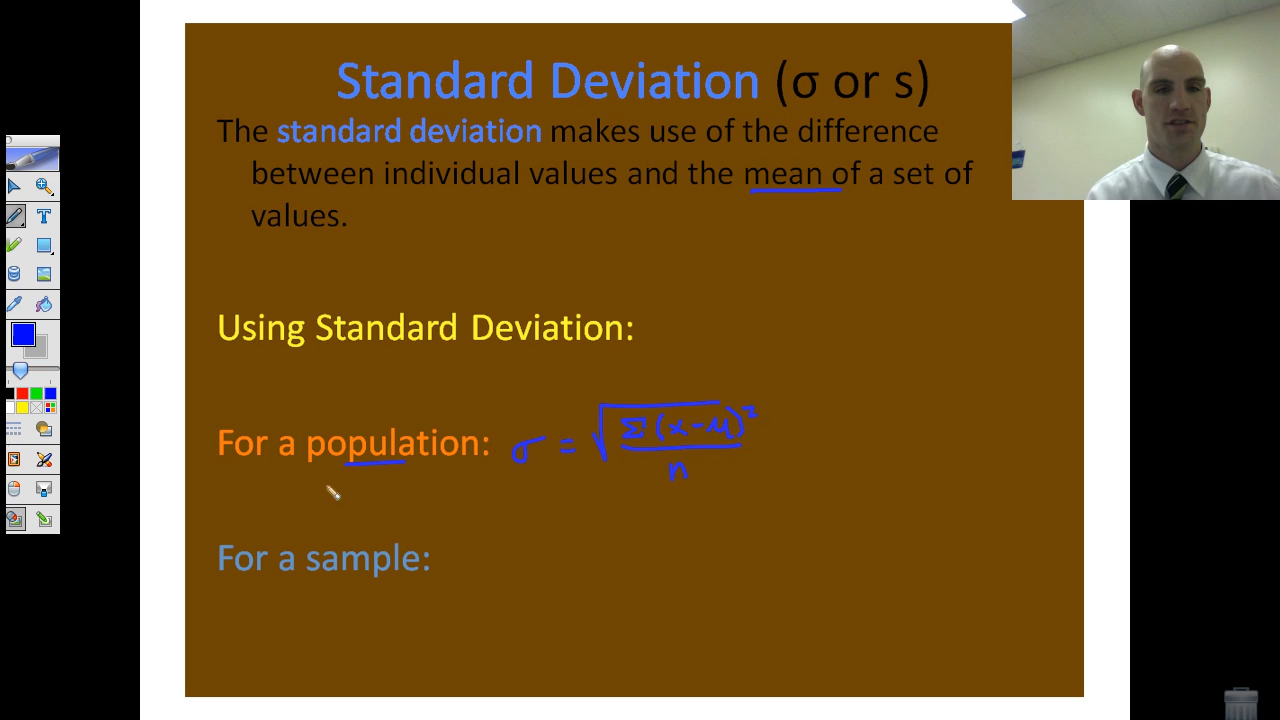 Standard Deviation (σ or s)
The standard deviation makes use of the difference
between individual values and the mean of a set of
values.
Using Standard Deviation:
For a population: σ = √(Σ(x-μ)²/n)
For a sample: